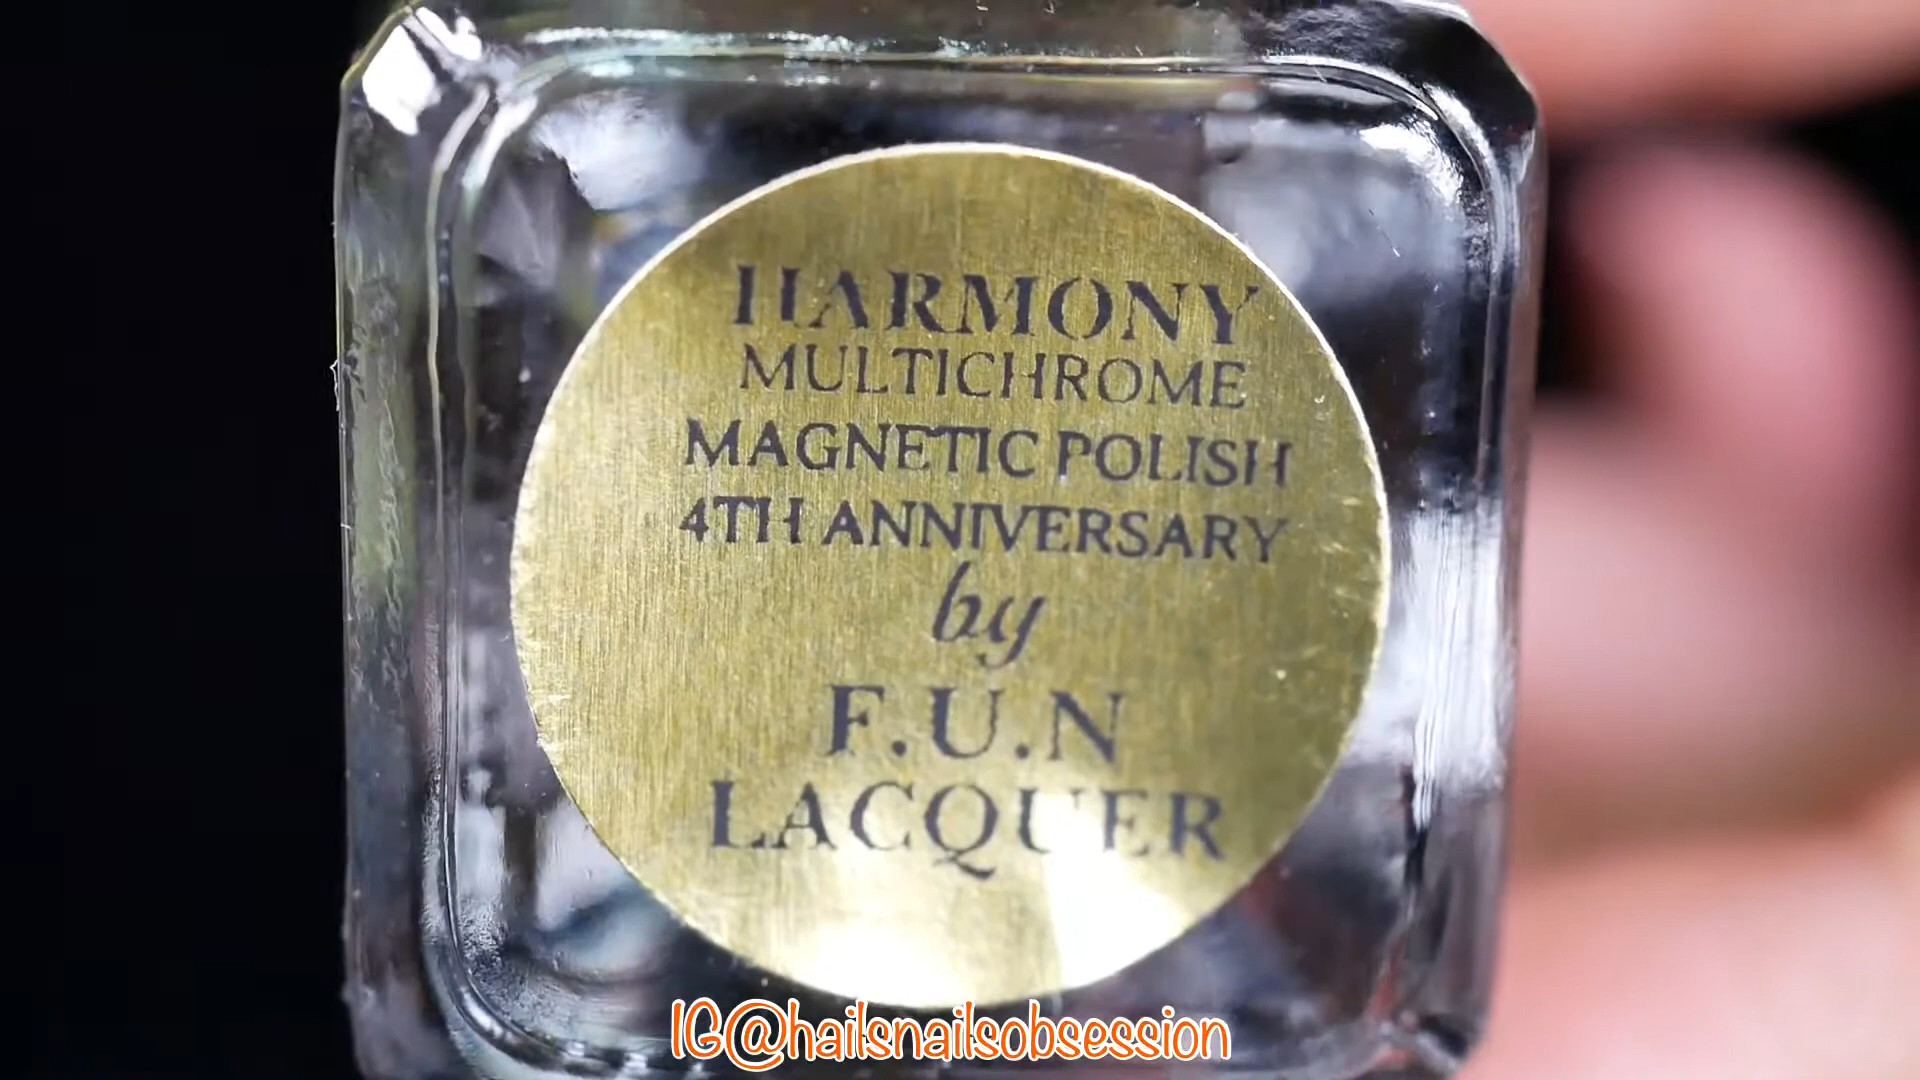 HARMONY
MULTICHROME
MAGNETIC POLISH
4TH ANNIVERSARY
by
F.U.N
LACQUER
IG@hailsnailsobsession